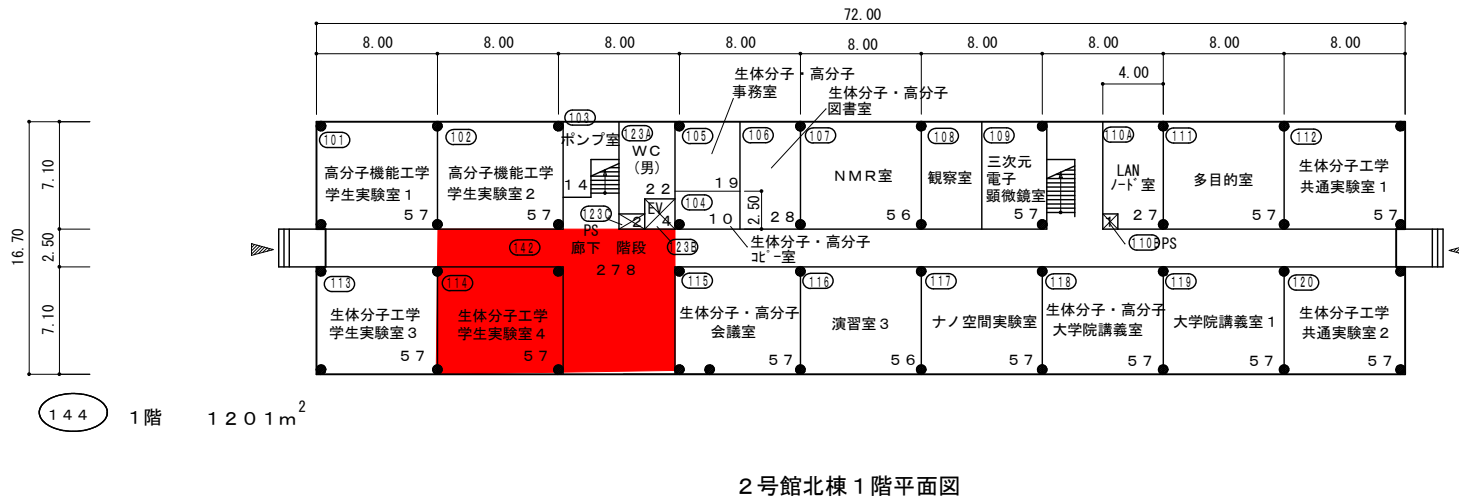 72.00
8.00 8.00 8.00 8.00 8.00 8.00 8.00 8.00 8.00
4.00
生体分子・高分子
事務室
生体分子・高分子
図書室
16.70
7.10
2.50
7.10
101
高分子機能工学
学生実験室1
57
102
高分子機能工学
学生実験室2
57
103
ポンプ室
14
123A
WC
(男)
22
123C
PS
2
EV
4
123B
105
19
104
10
2.50
106
28
生体分子・高分子
コピー室
107
NMR室
56
108
観察室
109
三次元
電子
顕微鏡室
57
110A
LAN
ノード室
27
1
110B PS
111
多目的室
57
112
生体分子工学
共通実験室1
57
142
廊下 階段
278
113
生体分子工学
学生実験室3
57
114
生体分子工学
学生実験室4
57
115
生体分子・高分子
会議室
57
116
演習室3
56
117
ナノ空間実験室
57
118
生体分子・高分子
大学院講義室
57
119
大学院講義室1
57
120
生体分子工学
共通実験室2
57
144 1階 1201m²
2号館北棟1階平面図